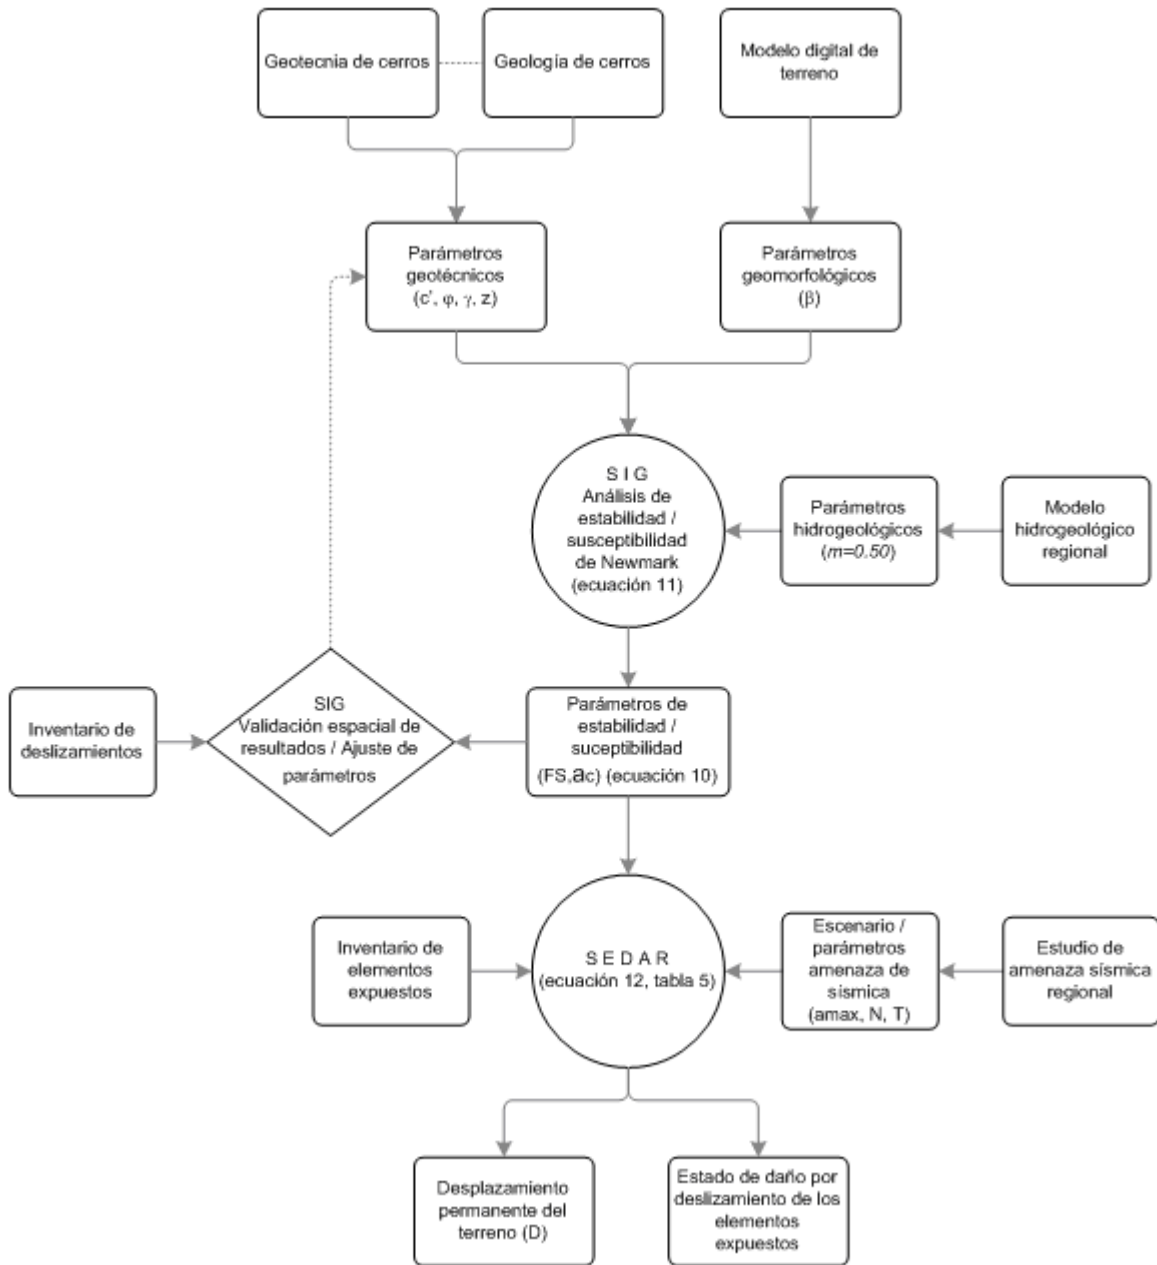 Geotecnia de cerros
Geología de cerros
Modelo digital de
terreno
Parámetros
geotécnicos
(c', φ, γ, z)
Parámetros
geomorfológicos
(β)
S I G
Análisis de
estabilidad /
susceptibilidad
de Newmark
(ecuación 11)
Parámetros
hidrogeológicos
(m=0.50)
Modelo
hidrogeológico
regional
Inventario de
deslizamientos
SIG
Validación espacial de
resultados / Ajuste de
parámetros
Parámetros de
estabilidad /
suceptibilidad
(FS,ac) (ecuación 10)
Inventario de
elementos
expuestos
S E D A R
(ecuación 12, tabla 5)
Escenario /
parámetros
amenaza de
sísmica
(amax, N, T)
Estudio de
amenaza sísmica
regional
Desplazamiento
permanente del
terreno (D)
Estado de daño por
deslizamiento de los
elementos
expuestos